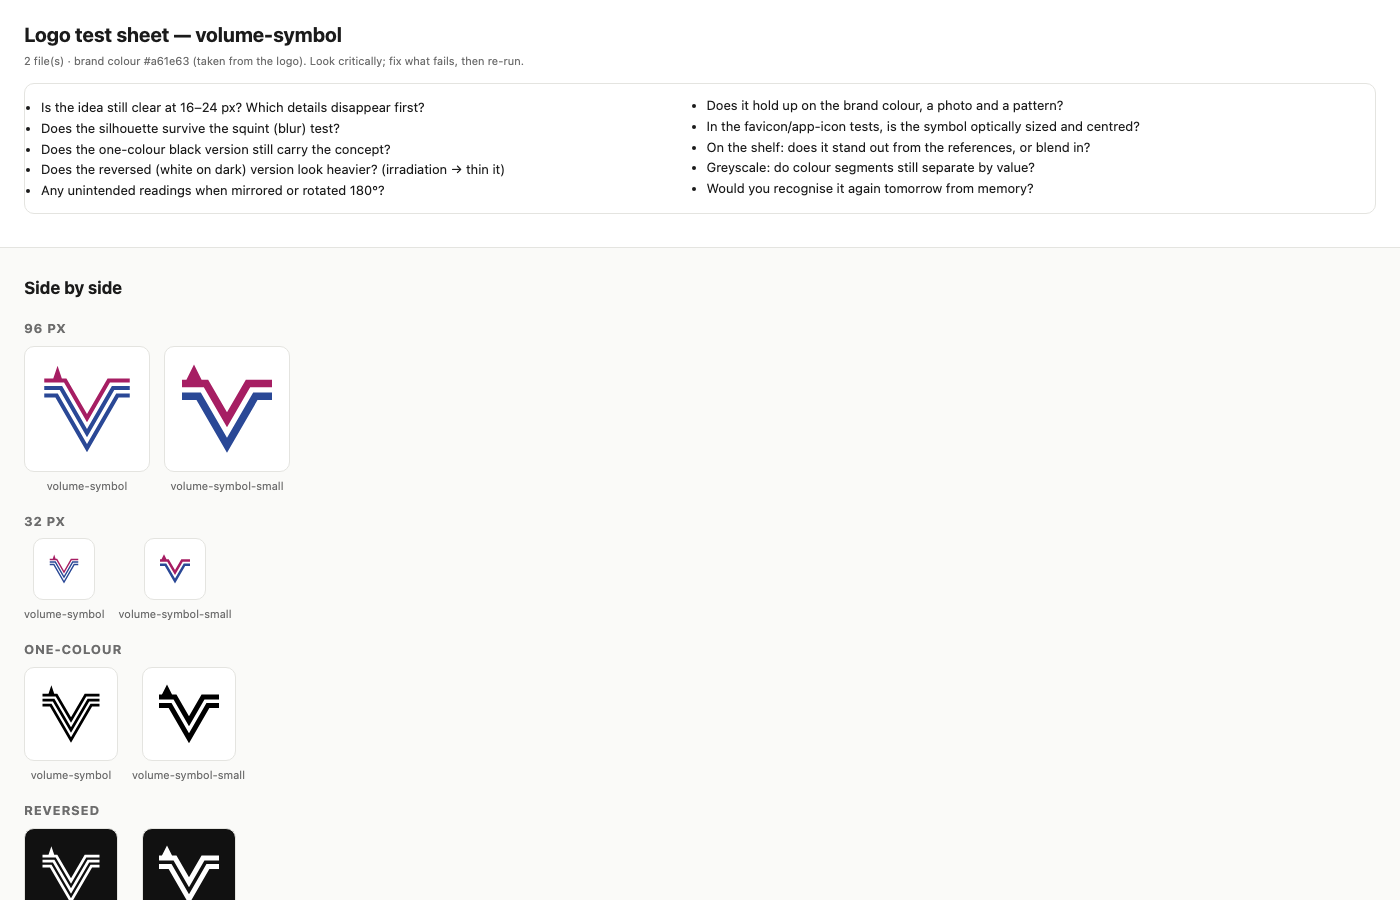 Logo test sheet — volume-symbol
2 file(s) · brand colour #a61e63 (taken from the logo). Look critically; fix what fails, then re-run.
• Is the idea still clear at 16–24 px? Which details disappear first?
• Does the silhouette survive the squint (blur) test?
• Does the one-colour black version still carry the concept?
• Does the reversed (white on dark) version look heavier? (irradiation → thin it)
• Any unintended readings when mirrored or rotated 180°?
• Does it hold up on the brand colour, a photo and a pattern?
• In the favicon/app-icon tests, is the symbol optically sized and centred?
• On the shelf: does it stand out from the references, or blend in?
• Greyscale: do colour segments still separate by value?
• Would you recognise it again tomorrow from memory?
Side by side
96 PX
volume-symbol volume-symbol-small
32 PX
volume-symbol volume-symbol-small
ONE-COLOUR
volume-symbol volume-symbol-small
REVERSED